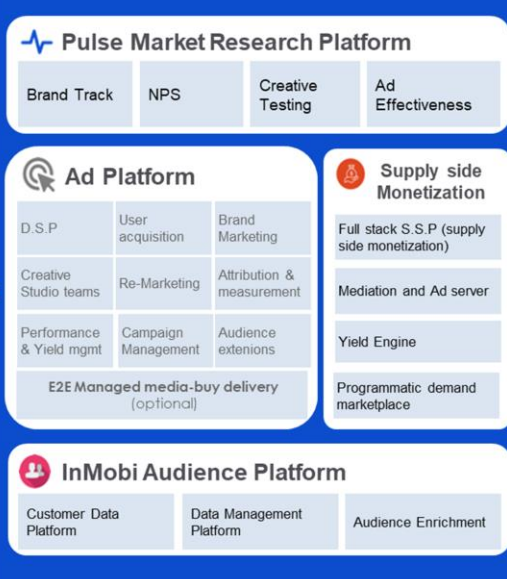 Pulse Market Research Platform
Brand Track
NPS
Creative
Testing
Ad
Effectiveness
Ad Platform
D.S.P
User
acquisition
Brand
Marketing
Creative
Studio teams
Re-Marketing
Attribution &
measurement
Performance
& Yield mgmt
Campaign
Management
Audience
extenions
E2E Managed media-buy delivery
(optional)
Supply side
Monetization
Full stack S.S.P (supply
side monetization)
Mediation and Ad server
Yield Engine
Programmatic demand
marketplace
InMobi Audience Platform
Customer Data
Platform
Data Management
Platform
Audience Enrichment